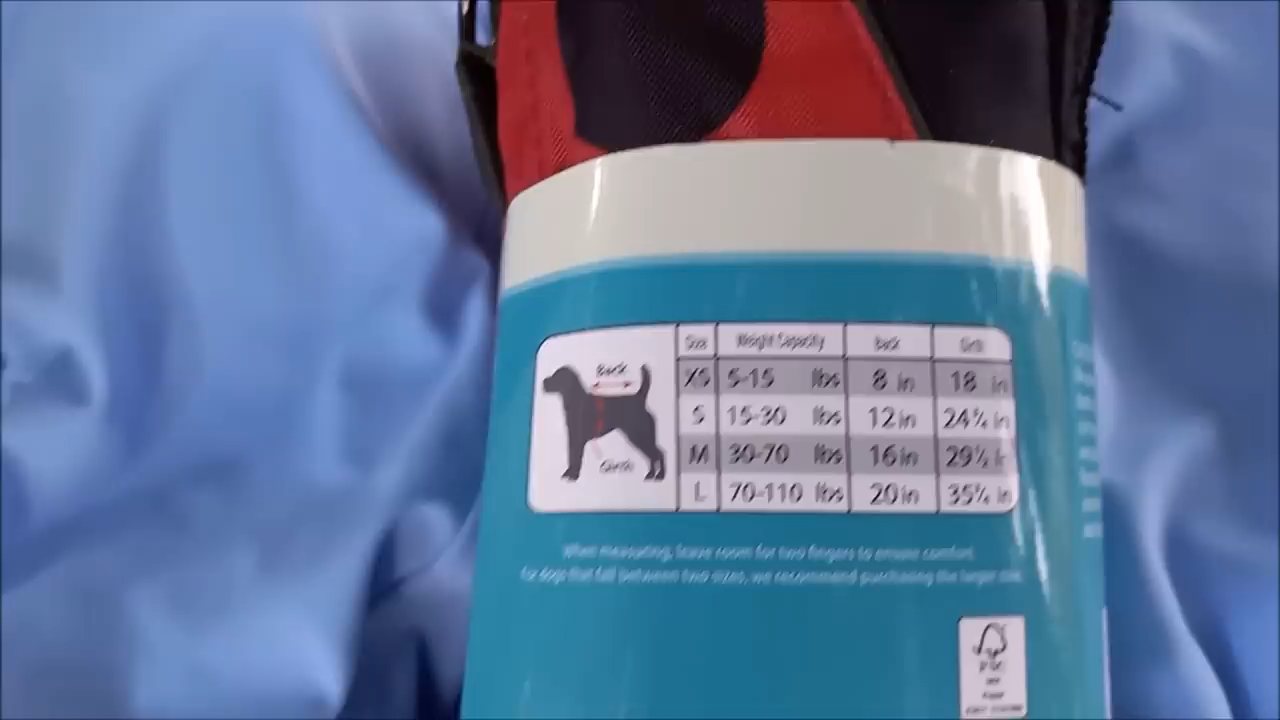 Back
Girth
Size Weight Capacity Back Girth
XS 5-15 lbs 8 in 18 in
S 15-30 lbs 12 in 24¼ in
M 30-70 lbs 16 in 29½ in
L 70-110 lbs 20 in 35¼ in
When measuring, leave room for two fingers to ensure comfort
for dogs that fall between two sizes, we recommend purchasing the larger size
FSC